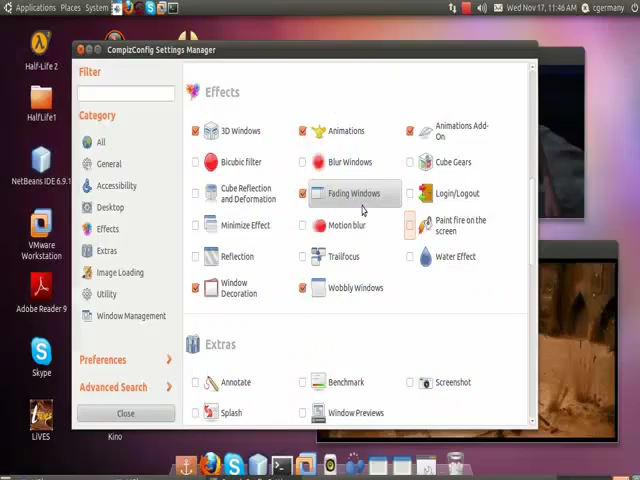 Applications Places System
Wed Nov 17, 11:46 AM cgermany
CompizConfig Settings Manager
Filter
Category
All
General
Accessibility
Desktop
Effects
Extras
Image Loading
Utility
Window Management
Preferences
Advanced Search
Close
Effects
3D Windows
Animations
Animations Add-
On
Bicubic filter
Blur Windows
Cube Gears
Cube Reflection
and Deformation
Fading Windows
Login/Logout
Minimize Effect
Motion blur
Paint fire on the
screen
Reflection
Trailfocus
Water Effect
Window
Decoration
Wobbly Windows
Extras
Annotate
Benchmark
Screenshot
Splash
Window Previews
Half-Life 2
HalfLife1
NetBeans IDE 6.9.1
VMware
Workstation
Adobe Reader 9
Skype
LiVES
Kino